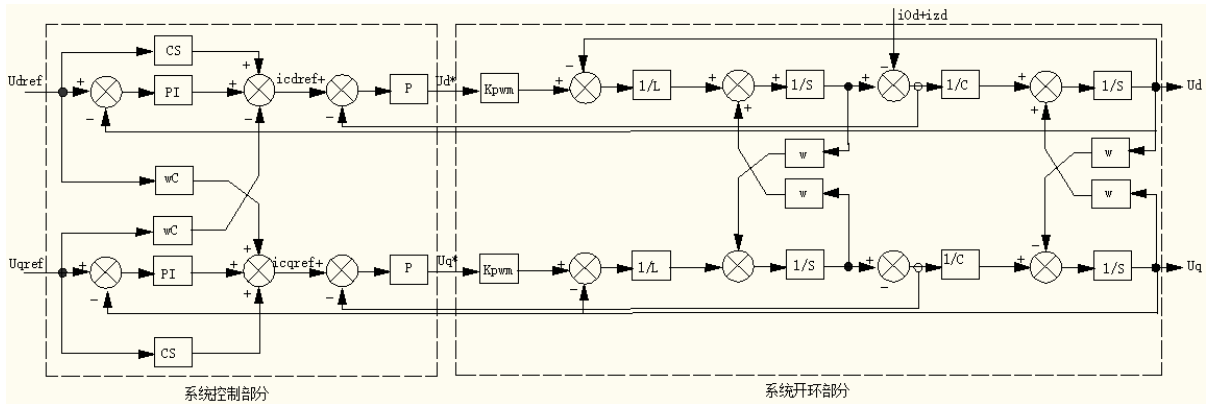 i0d+izd
CS
Udref
PI
icdref+
P
Ud*
Kpwm
1/L
1/S
1/C
1/S
Ud
w
w
w
w
wC
wC
Uqref
PI
icqref+
P
Uq*
Kpwm
1/L
1/S
1/C
1/S
Uq
CS
系统控制部分
系统开环部分